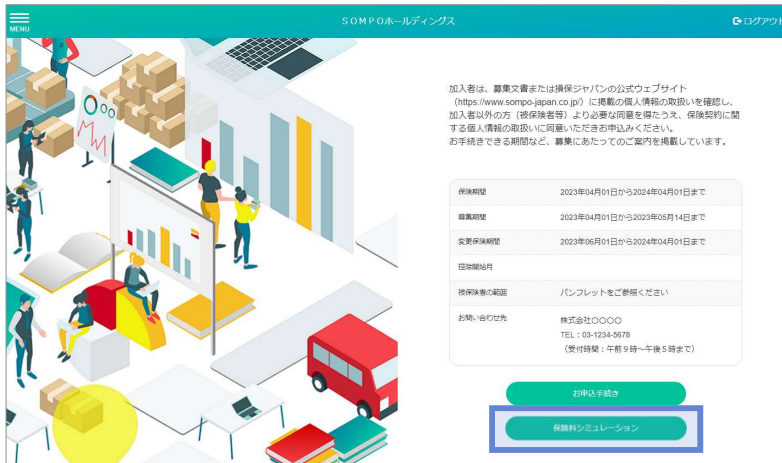 MENU
SOMPOホールディングス
ログアウト
加入者は、募集文書または損保ジャパンの公式ウェブサイト
（https://www.sompo-japan.co.jp/）に掲載の個人情報の取扱いを確認し、
加入者以外の方（被保険者等）より必要な同意を得たうえ、保険契約に関
する個人情報の取扱いに同意いただきお申込みください。
お手続きできる期間など、募集にあたってのご案内を掲載しています。
保険期間 2023年04月01日から2024年04月01日まで
募集期間 2023年04月01日から2023年05月14日まで
変更保険期間 2023年06月01日から2024年04月01日まで
控除開始月
被保険者の範囲 パンフレットをご参照ください
お問い合わせ先 株式会社〇〇〇〇
TEL：03-1234-5678
（受付時間：午前９時～午後５時まで）
お申込手続き
保険料シミュレーション